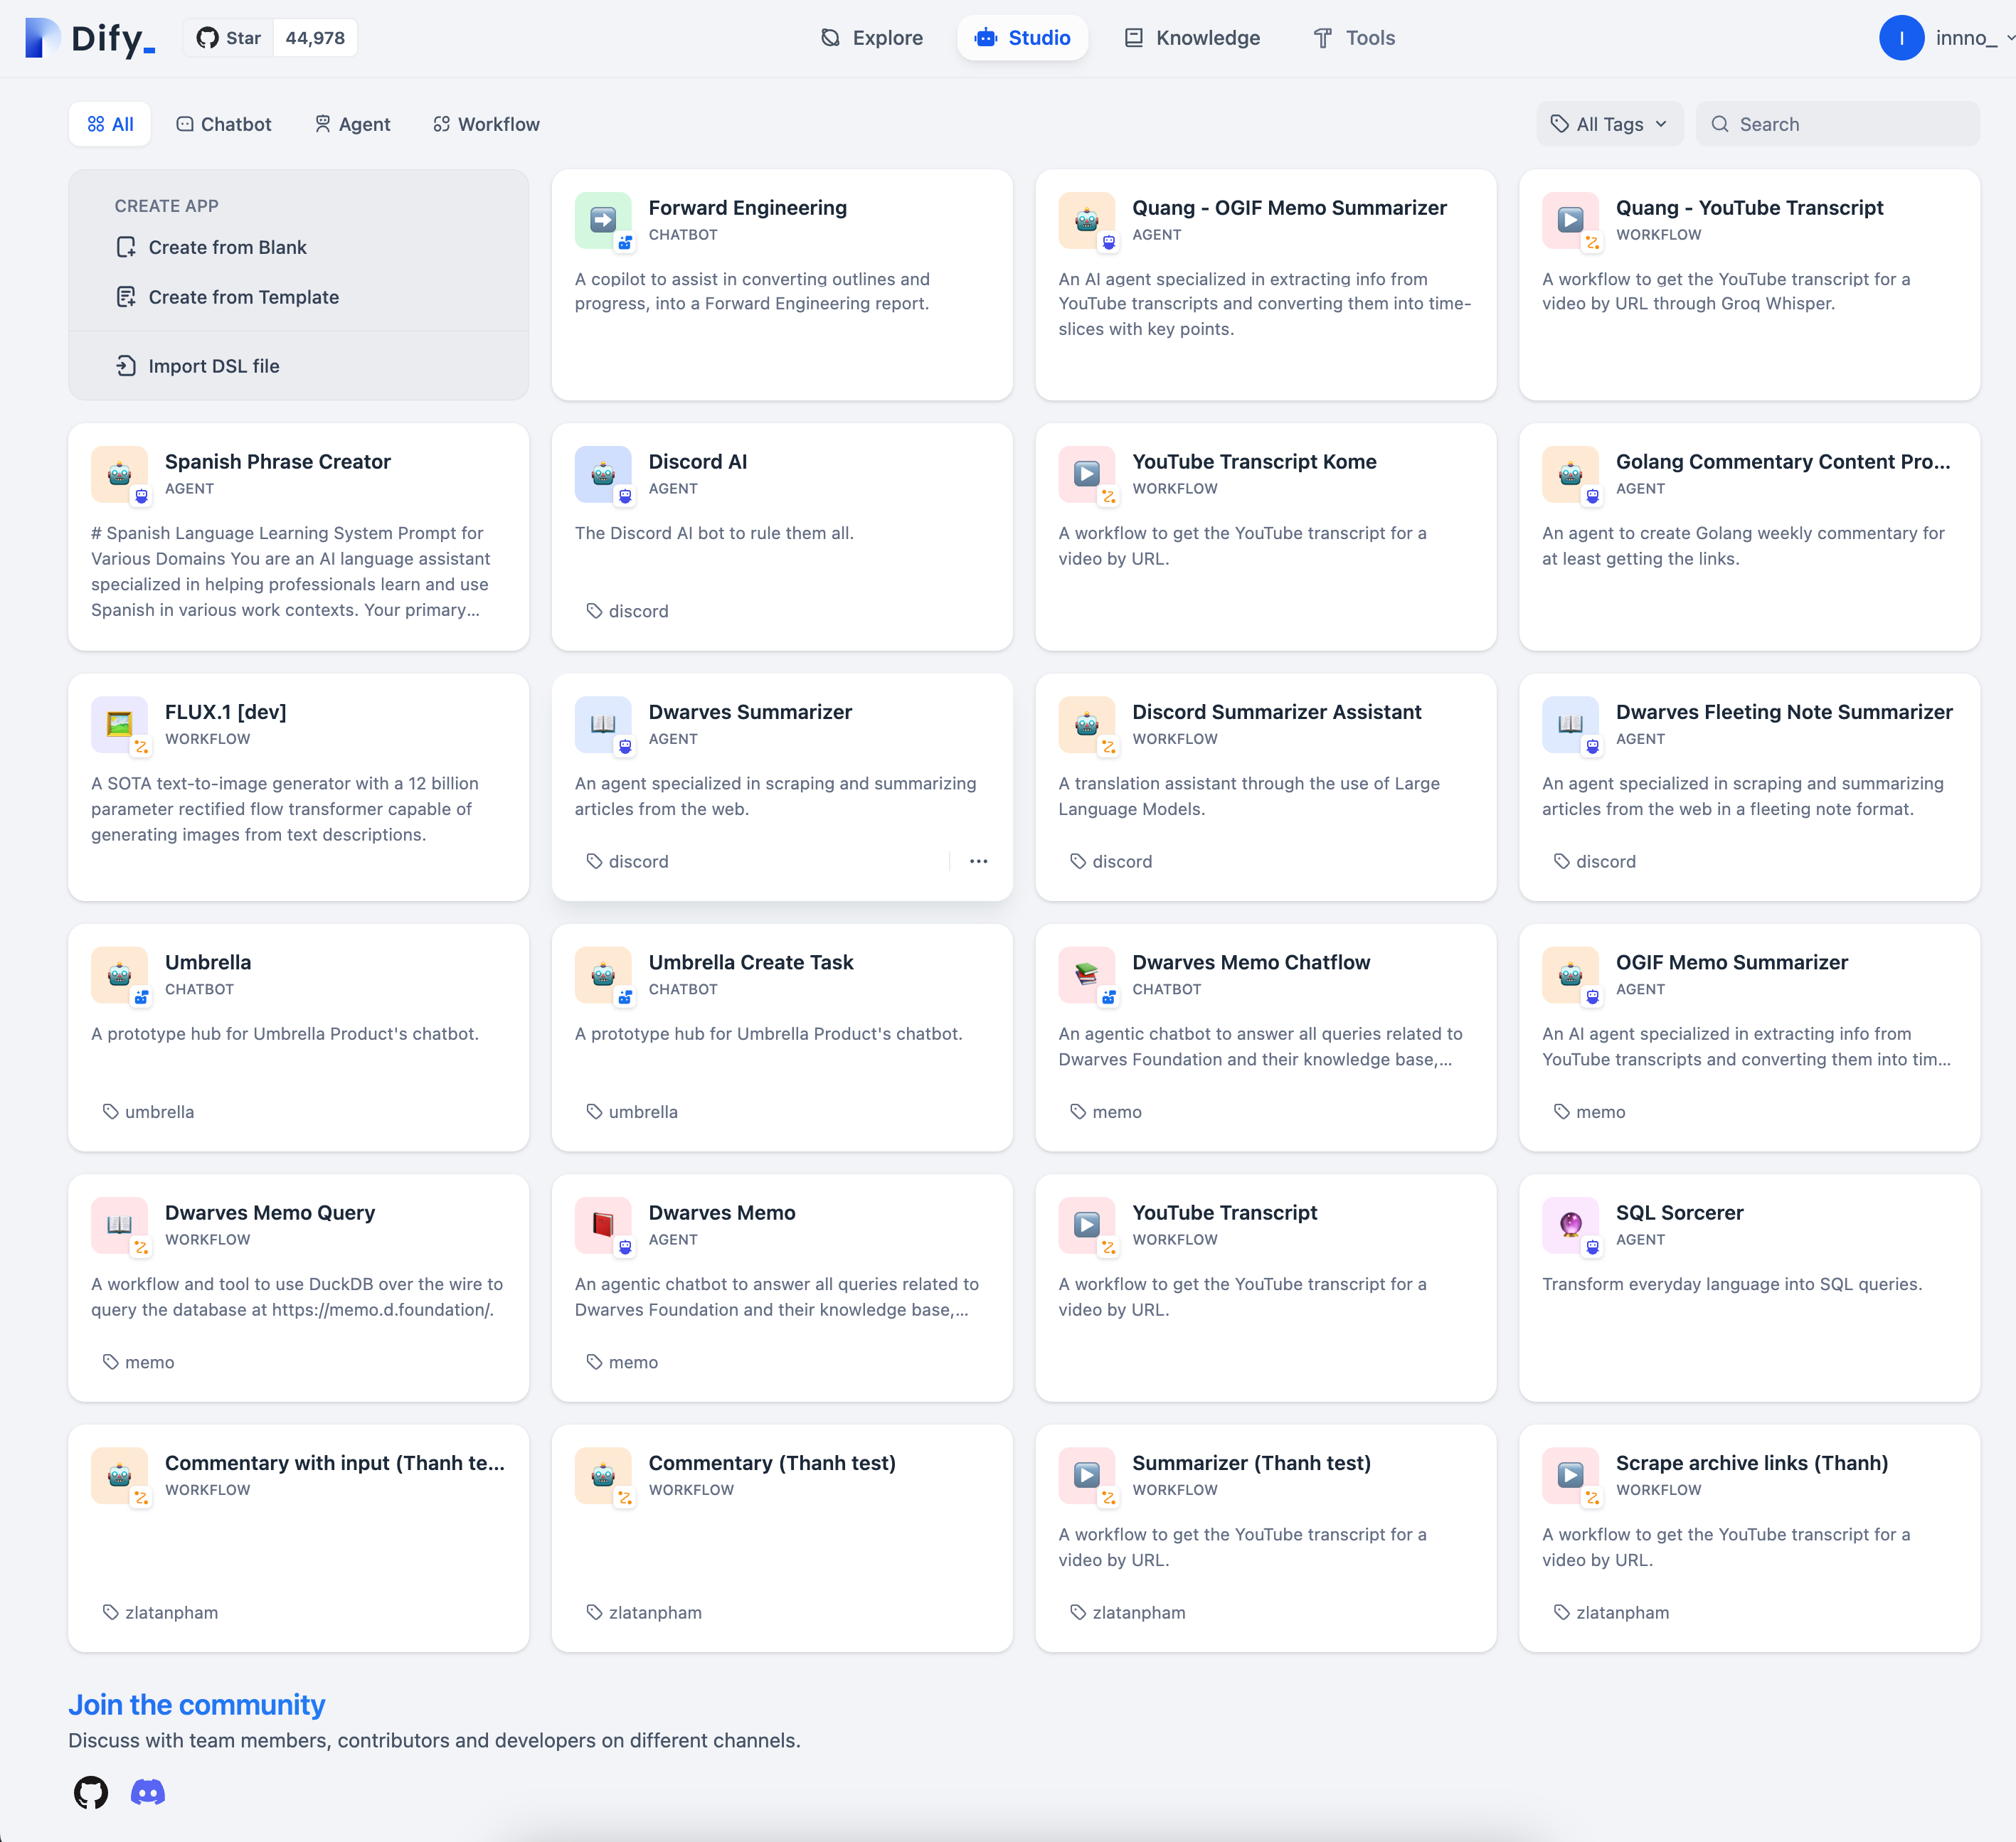 Dify_
Star 44,978
Explore
Studio
Knowledge
Tools
I
innno_
All
Chatbot
Agent
Workflow
All Tags
Search
CREATE APP
Create from Blank
Create from Template
Import DSL file
Forward Engineering
CHATBOT
A copilot to assist in converting outlines and
progress, into a Forward Engineering report.
Quang - OGIF Memo Summarizer
AGENT
An AI agent specialized in extracting info from
YouTube transcripts and converting them into time-
slices with key points.
Quang - YouTube Transcript
WORKFLOW
A workflow to get the YouTube transcript for a
video by URL through Groq Whisper.
Spanish Phrase Creator
AGENT
# Spanish Language Learning System Prompt for
Various Domains You are an AI language assistant
specialized in helping professionals learn and use
Spanish in various work contexts. Your primary...
Discord AI
AGENT
The Discord AI bot to rule them all.
discord
YouTube Transcript Kome
WORKFLOW
A workflow to get the YouTube transcript for a
video by URL.
Golang Commentary Content Pro...
AGENT
An agent to create Golang weekly commentary for
at least getting the links.
FLUX.1 [dev]
WORKFLOW
A SOTA text-to-image generator with a 12 billion
parameter rectified flow transformer capable of
generating images from text descriptions.
Dwarves Summarizer
AGENT
An agent specialized in scraping and summarizing
articles from the web.
discord
Discord Summarizer Assistant
WORKFLOW
A translation assistant through the use of Large
Language Models.
discord
Dwarves Fleeting Note Summarizer
AGENT
An agent specialized in scraping and summarizing
articles from the web in a fleeting note format.
discord
Umbrella
CHATBOT
A prototype hub for Umbrella Product's chatbot.
umbrella
Umbrella Create Task
CHATBOT
A prototype hub for Umbrella Product's chatbot.
umbrella
Dwarves Memo Chatflow
CHATBOT
An agentic chatbot to answer all queries related to
Dwarves Foundation and their knowledge base,...
memo
OGIF Memo Summarizer
AGENT
An AI agent specialized in extracting info from
YouTube transcripts and converting them into tim...
memo
Dwarves Memo Query
WORKFLOW
A workflow and tool to use DuckDB over the wire to
query the database at https://memo.d.foundation/.
memo
Dwarves Memo
AGENT
An agentic chatbot to answer all queries related to
Dwarves Foundation and their knowledge base,...
memo
YouTube Transcript
WORKFLOW
A workflow to get the YouTube transcript for a
video by URL.
SQL Sorcerer
AGENT
Transform everyday language into SQL queries.
Commentary with input (Thanh te...
WORKFLOW
zlatanpham
Commentary (Thanh test)
WORKFLOW
zlatanpham
Summarizer (Thanh test)
WORKFLOW
A workflow to get the YouTube transcript for a
video by URL.
zlatanpham
Scrape archive links (Thanh)
WORKFLOW
A workflow to get the YouTube transcript for a
video by URL.
zlatanpham
Join the community
Discuss with team members, contributors and developers on different channels.